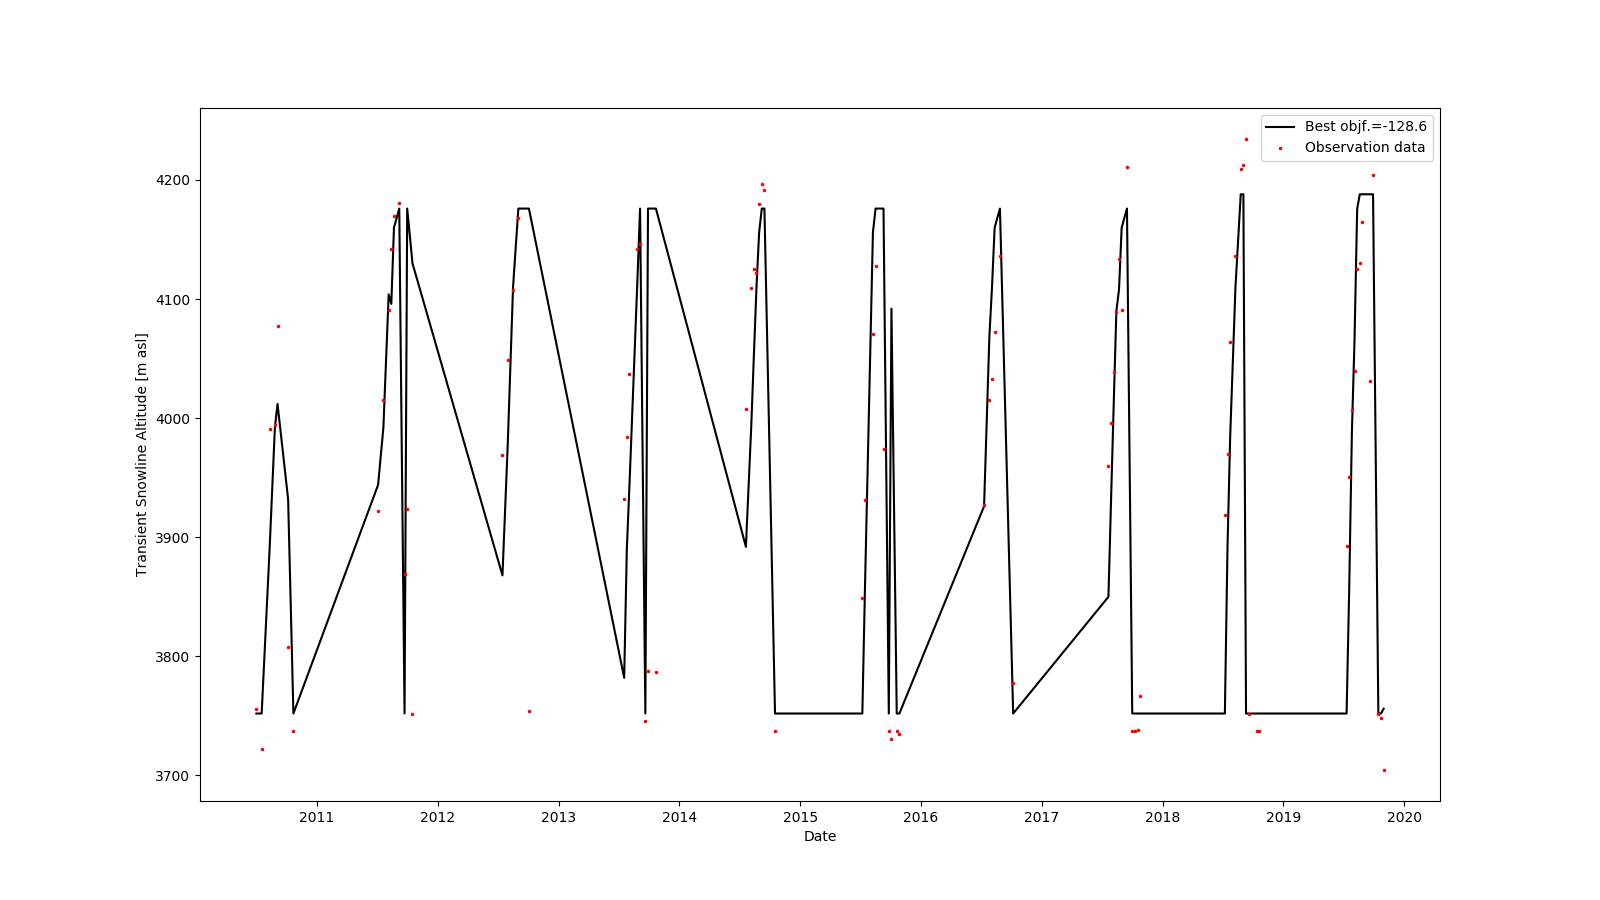 Best objf.=-128.6
Observation data
Transient Snowline Altitude [m asl]
4200
4100
4000
3900
3800
3700
2011 2012 2013 2014 2015 2016 2017 2018 2019 2020
Date